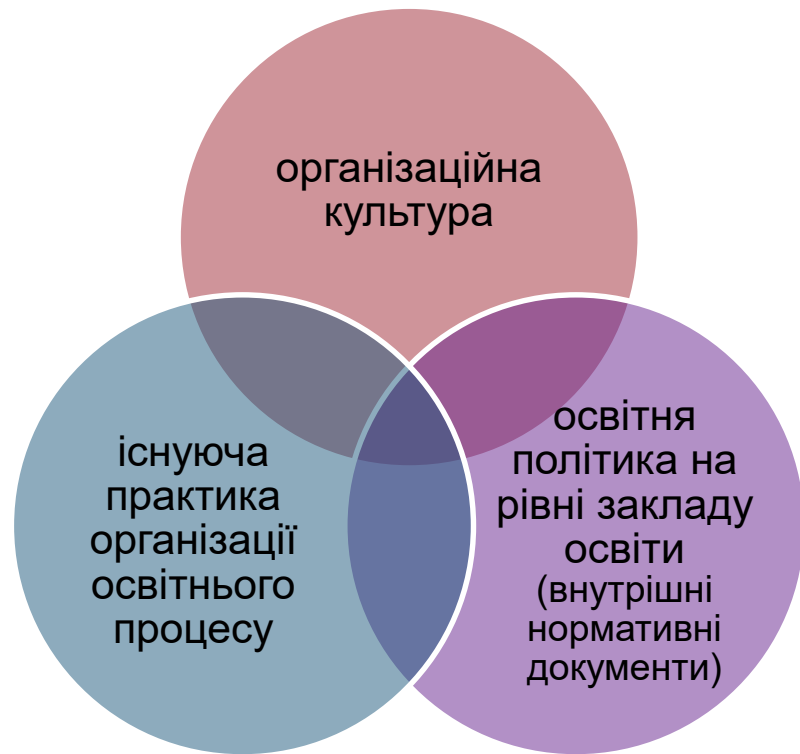 організаційна
культура
існуюча
практика
організації
освітнього
процесу
освітня
політика на
рівні закладу
освіти
(внутрішні
нормативні
документи)